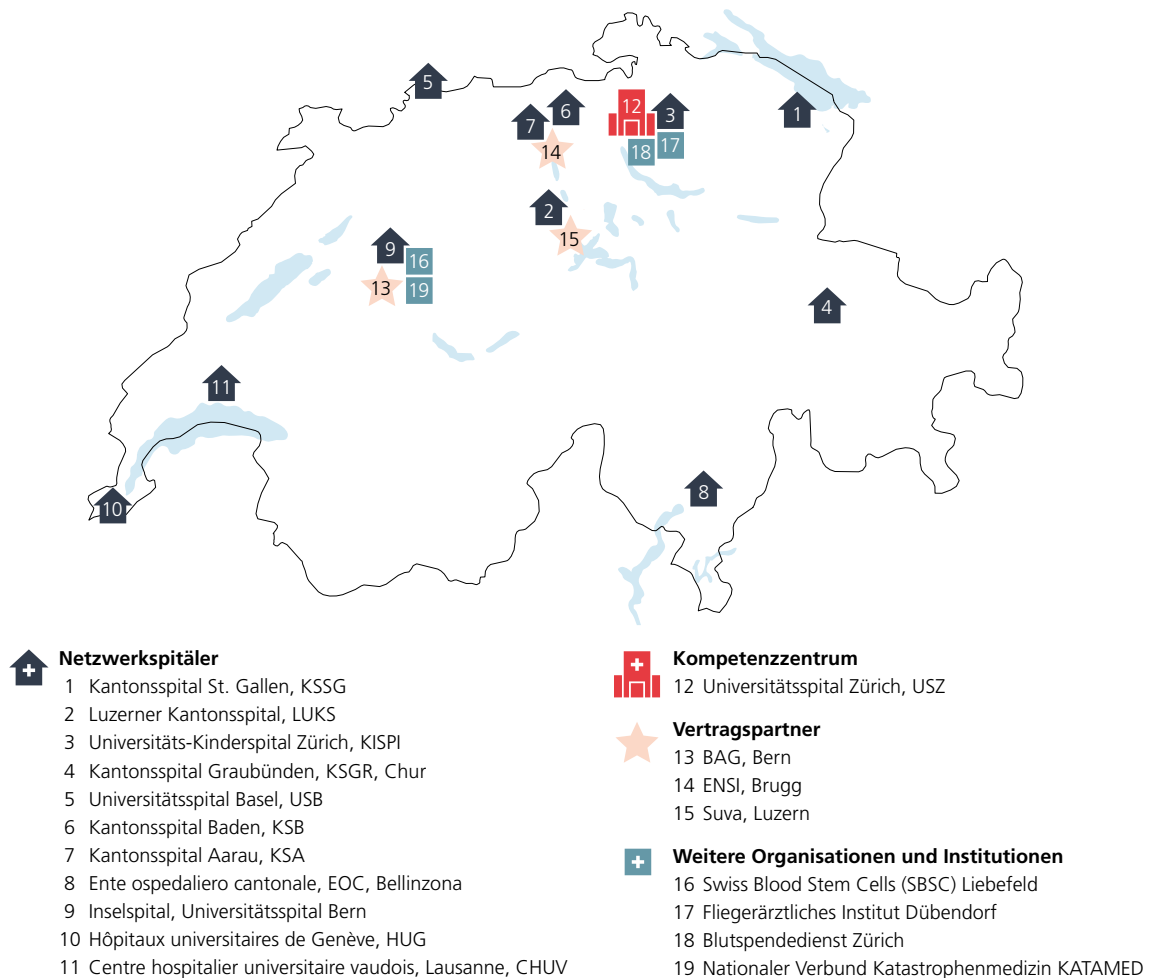 5
12
6
3
1
7
17
14
18
2
15
9
16
13
19
4
11
8
10
Netzwerkspitäler
1 Kantonsspital St. Gallen, KSSG
2 Luzerner Kantonsspital, LUKS
3 Universitäts-Kinderspital Zürich, KISPI
4 Kantonsspital Graubünden, KSGR, Chur
5 Universitätsspital Basel, USB
6 Kantonsspital Baden, KSB
7 Kantonsspital Aarau, KSA
8 Ente ospedaliero cantonale, EOC, Bellinzona
9 Inselspital, Universitätsspital Bern
10 Hôpitaux universitaires de Genève, HUG
11 Centre hospitalier universitaire vaudois, Lausanne, CHUV
Kompetenzzentrum
12 Universitätsspital Zürich, USZ
Vertragspartner
13 BAG, Bern
14 ENSI, Brugg
15 Suva, Luzern
Weitere Organisationen und Institutionen
16 Swiss Blood Stem Cells (SBSC) Liebefeld
17 Fliegerärztliches Institut Dübendorf
18 Blutspendedienst Zürich
19 Nationaler Verbund Katastrophenmedizin KATAMED